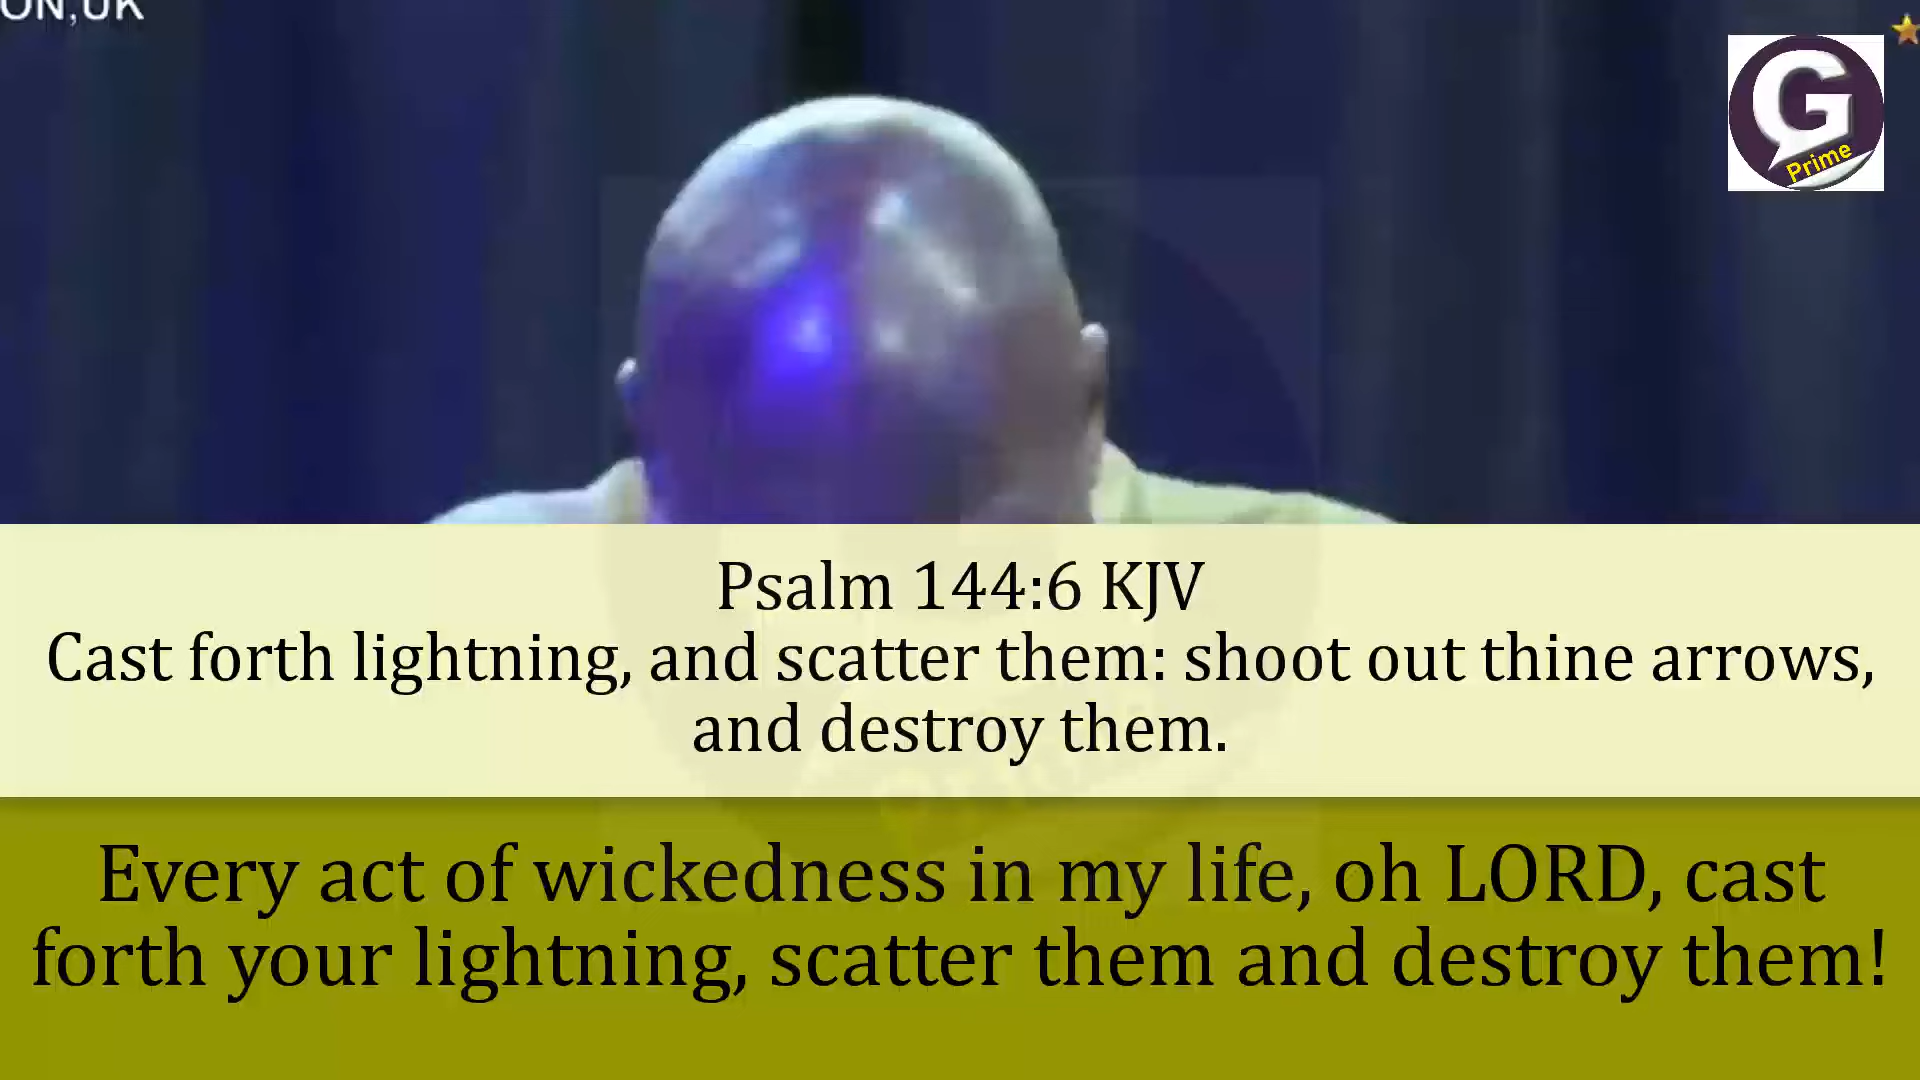 ON,UK
G
Prime
Psalm 144:6 KJV
Cast forth lightning, and scatter them: shoot out thine arrows,
and destroy them.
Every act of wickedness in my life, oh LORD, cast
forth your lightning, scatter them and destroy them!